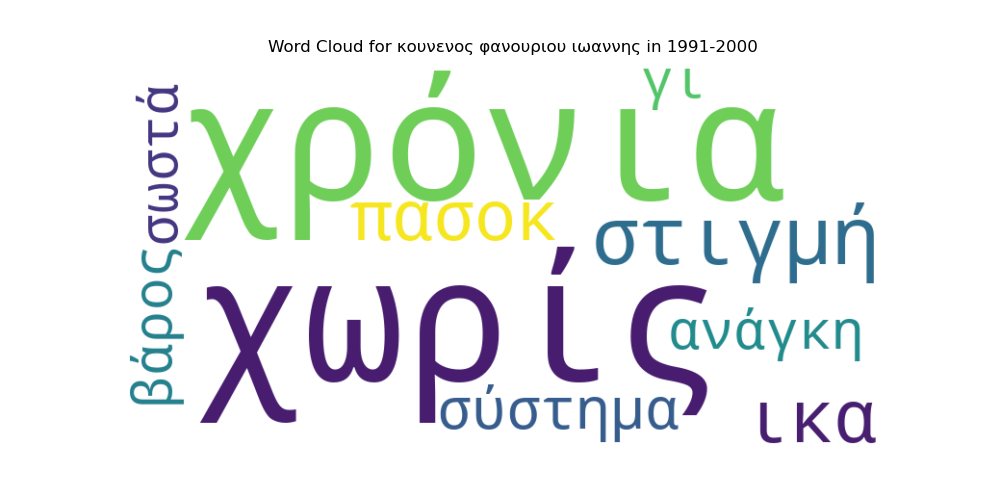 Word Cloud for κουνενος φανουριου ιωαννης in 1991-2000
γι
χρόνια
σωστά
πασοκ
στιγμή
χωρίς
βάρος
ανάγκη
σύστημα
ικα